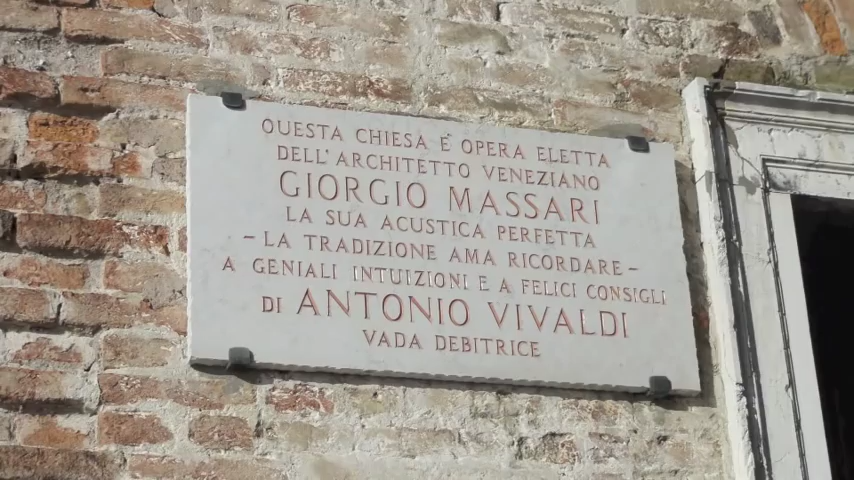 QUESTA CHIESA È OPERA ELETTA
DELL'ARCHITETTO VENEZIANO
GIORGIO MASSARI
LA SUA ACUSTICA PERFETTA
– LA TRADIZIONE AMA RICORDARE –
A GENIALI INTUIZIONI E A FELICI CONSIGLI
DI ANTONIO VIVALDI
VADA DEBITRICE